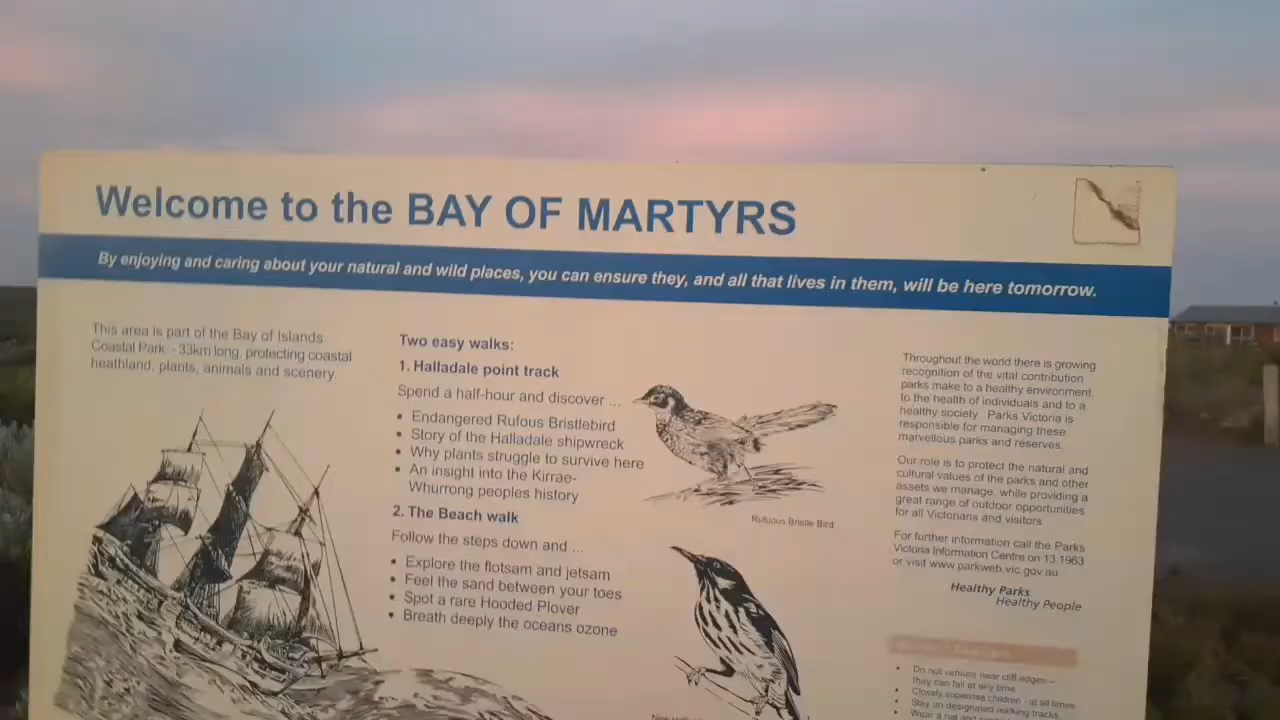 Welcome to the BAY OF MARTYRS
By enjoying and caring about your natural and wild places, you can ensure they, and all that lives in them, will be here tomorrow.
This area is part of the Bay of Islands
Coastal Park - 33km long, protecting coastal
heathland, plants, animals and scenery.
Two easy walks:
1. Halladale point track
Spend a half-hour and discover ...
• Endangered Rufous Bristlebird
• Story of the Halladale shipwreck
• Why plants struggle to survive here
• An insight into the Kirrae-
Whurrong peoples history
2. The Beach walk
Follow the steps down and ...
• Explore the flotsam and jetsam
• Feel the sand between your toes
• Spot a rare Hooded Plover
• Breath deeply the oceans ozone
Rufuous Bristle Bird
New
Throughout the world there is growing
recognition of the vital contribution
parks make to a healthy environment,
to the health of individuals and to a
healthy society. Parks Victoria is
responsible for managing these
marvellous parks and reserves.
Our role is to protect the natural and
cultural values of the parks and other
assets we manage, while providing a
great range of outdoor opportunities
for all Victorians and visitors.
For further information call the Parks
Victoria Information Centre on 13 1963
or visit www.parkweb.vic.gov.au
Healthy Parks
Healthy People
• Do not venture near cliff edges –
they can fall at any time.
• Closely supervise children - at all times
• Stay on designated walking tracks
• Wear a hat and